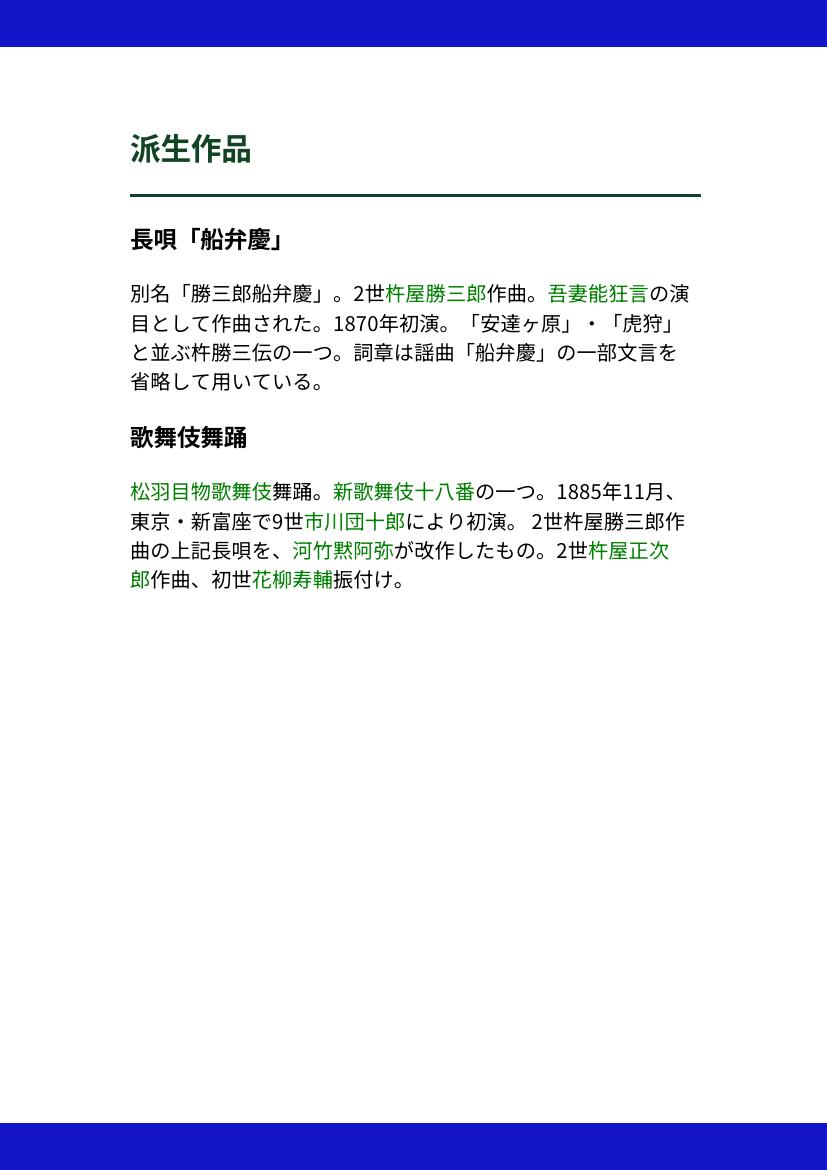 派生作品
長唄「船弁慶」
別名「勝三郎船弁慶」。2世杵屋勝三郎作曲。吾妻能狂言の演
目として作曲された。1870年初演。「安達ヶ原」・「虎狩」
と並ぶ杵勝三伝の一つ。詞章は謡曲「船弁慶」の一部文言を
省略して用いている。
歌舞伎舞踊
松羽目物歌舞伎舞踊。新歌舞伎十八番の一つ。1885年11月、
東京・新富座で9世市川団十郎により初演。 2世杵屋勝三郎作
曲の上記長唄を、河竹黙阿弥が改作したもの。2世杵屋正次
郎作曲、初世花柳寿輔振付け。